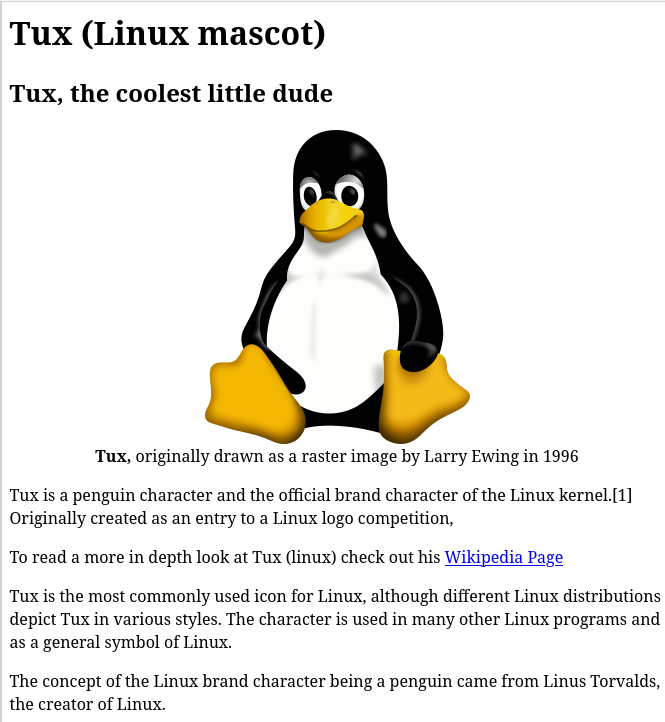 Tux (Linux mascot)
Tux, the coolest little dude
Tux, originally drawn as a raster image by Larry Ewing in 1996
Tux is a penguin character and the official brand character of the Linux kernel.[1]
Originally created as an entry to a Linux logo competition,
To read a more in depth look at Tux (linux) check out his Wikipedia Page
Tux is the most commonly used icon for Linux, although different Linux distributions
depict Tux in various styles. The character is used in many other Linux programs and
as a general symbol of Linux.
The concept of the Linux brand character being a penguin came from Linus Torvalds,
the creator of Linux.